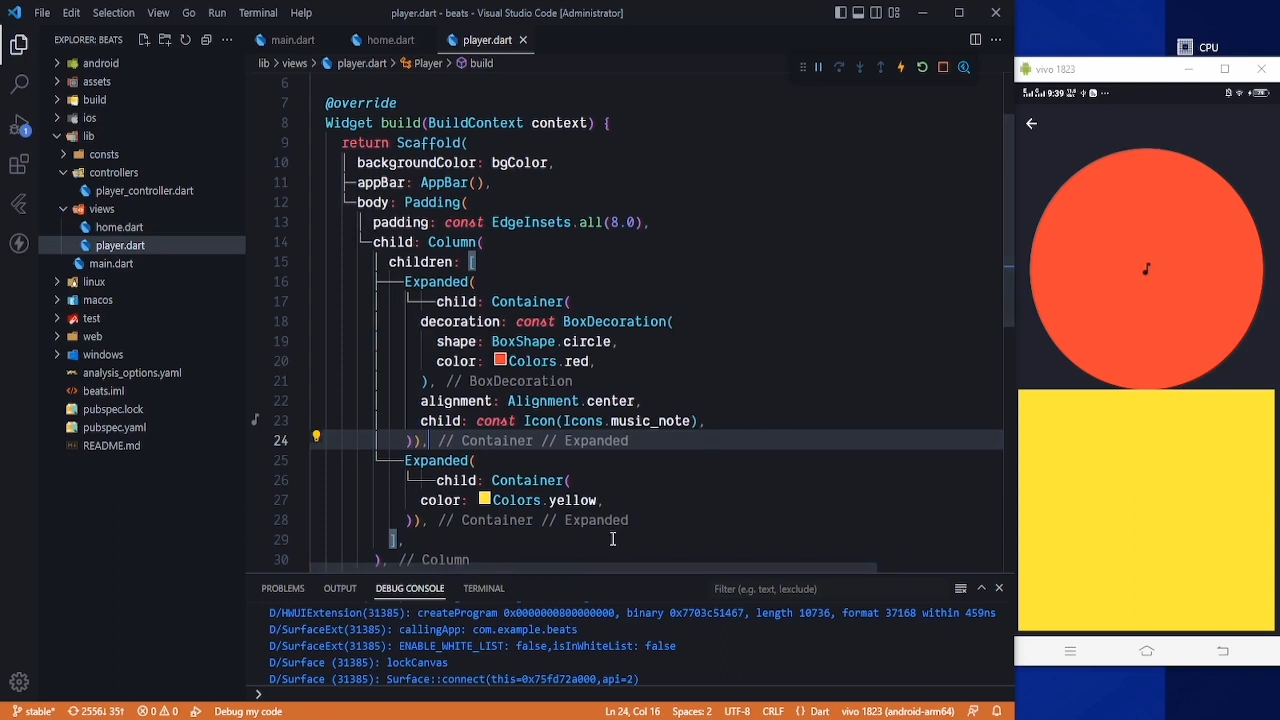 File Edit Selection View Go Run Terminal Help
player.dart - beats - Visual Studio Code [Administrator]
CPU
EXPLORER: BEATS
android
assets
build
ios
lib
consts
controllers
player_controller.dart
views
home.dart
player.dart
main.dart
linux
macos
test
web
windows
analysis_options.yaml
beats.iml
pubspec.lock
pubspec.yaml
README.md
1
main.dart
home.dart
player.dart
lib > views > player.dart > Player > build
6
7 @override
8 Widget build(BuildContext context) {
9 return Scaffold(
10 backgroundColor: bgColor,
11 appBar: AppBar(),
12 body: Padding(
13 padding: const EdgeInsets.all(8.0),
14 child: Column(
15 children: [
16 Expanded(
17 child: Container(
18 decoration: const BoxDecoration(
19 shape: BoxShape.circle,
20 color: Colors.red,
21 ), // BoxDecoration
22 alignment: Alignment.center,
23 child: const Icon(Icons.music_note),
24 )), // Container // Expanded
25 Expanded(
26 child: Container(
27 color: Colors.yellow,
28 )), // Container // Expanded
29 ],
30 ), // Column
PROBLEMS OUTPUT DEBUG CONSOLE TERMINAL
Filter (e.g. text, !exclude)
D/HWUIExtension(31385): createProgram 0x0000000800000000, binary 0x7703c51467, length 10736, format 37168 within 459ns
D/SurfaceExt(31385): callingApp: com.example.beats
D/SurfaceExt(31385): ENABLE_WHITE_LIST: false,isInWhiteList: false
D/Surface (31385): lockCanvas
D/Surface (31385): Surface::connect(this=0x75fd72a000,api=2)
>
stable* 2556↓ 35↑ 0 0 Debug my code
Ln 24, Col 16 Spaces: 2 UTF-8 CRLF {} Dart vivo 1823 (android-arm64)
vivo 1823
9:39